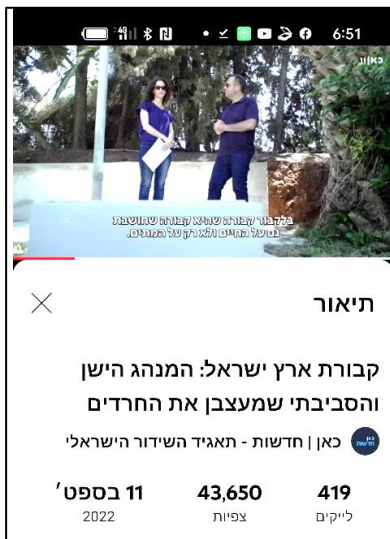 4G 6:51
כאן 11
בלקבור קבורה שהיא קבורה שחושבת
גם על החיים ולא רק על המתים.
תיאור
קבורת ארץ ישראל: המנהג הישן
והסביבתי שמעצבן את החרדים
כאן | חדשות - תאגיד השידור הישראלי
419 43,650 11 בספט׳
לייקים צפיות 2022